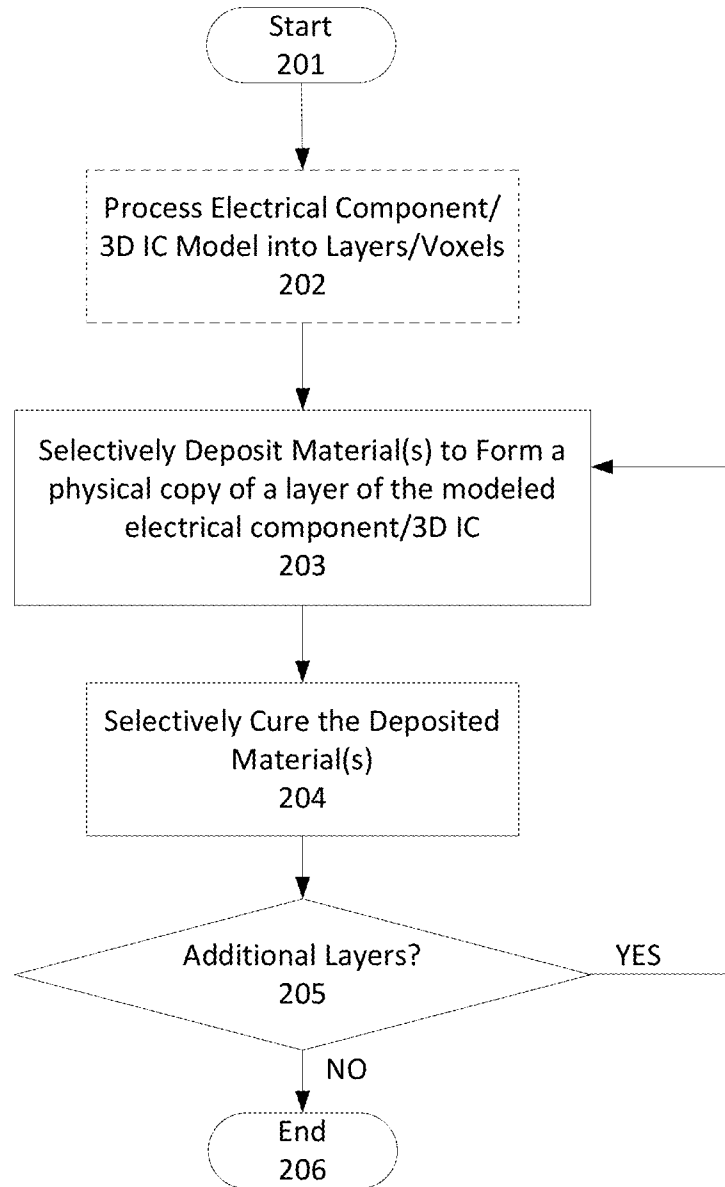 Start
201
Process Electrical Component/
3D IC Model into Layers/Voxels
202
Selectively Deposit Material(s) to Form a
physical copy of a layer of the modeled
electrical component/3D IC
203
Selectively Cure the Deposited
Material(s)
204
Additional Layers?
205
YES
NO
End
206